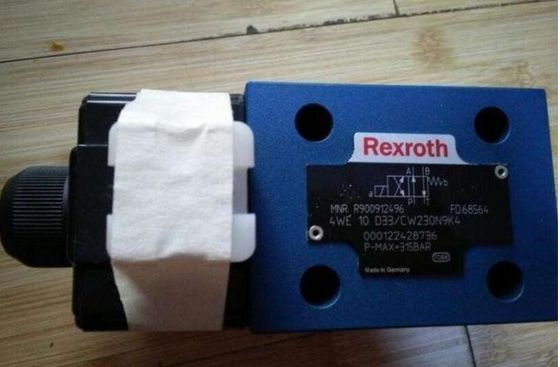 Rexroth
A B
a b
P T
MNR: R900912496 FD:68564
4WE 10 D33/CW230N9K4
000122428736
P-MAX=315BAR
Made in Germany